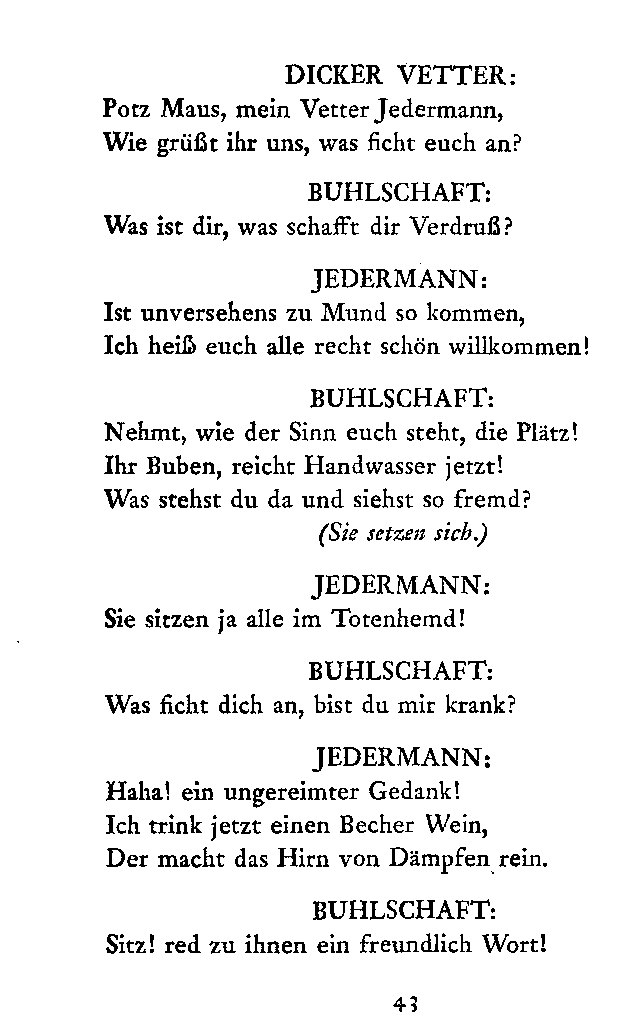 DICKER VETTER:
Potz Maus, mein Vetter Jedermann,
Wie grüßt ihr uns, was ficht euch an?
BUHLSCHAFT:
Was ist dir, was schafft dir Verdruß?
JEDERMANN:
Ist unversehens zu Mund so kommen,
Ich heiß euch alle recht schön willkommen!
BUHLSCHAFT:
Nehmt, wie der Sinn euch steht, die Plätz!
Ihr Buben, reicht Handwasser jetzt!
Was stehst du da und siehst so fremd?
(Sie setzen sich.)
JEDERMANN:
Sie sitzen ja alle im Totenhemd!
BUHLSCHAFT:
Was ficht dich an, bist du mir krank?
JEDERMANN:
Haha! ein ungereimter Gedank!
Ich trink jetzt einen Becher Wein,
Der macht das Hirn von Dämpfen rein.
BUHLSCHAFT:
Sitz! red zu ihnen ein freundlich Wort!
43